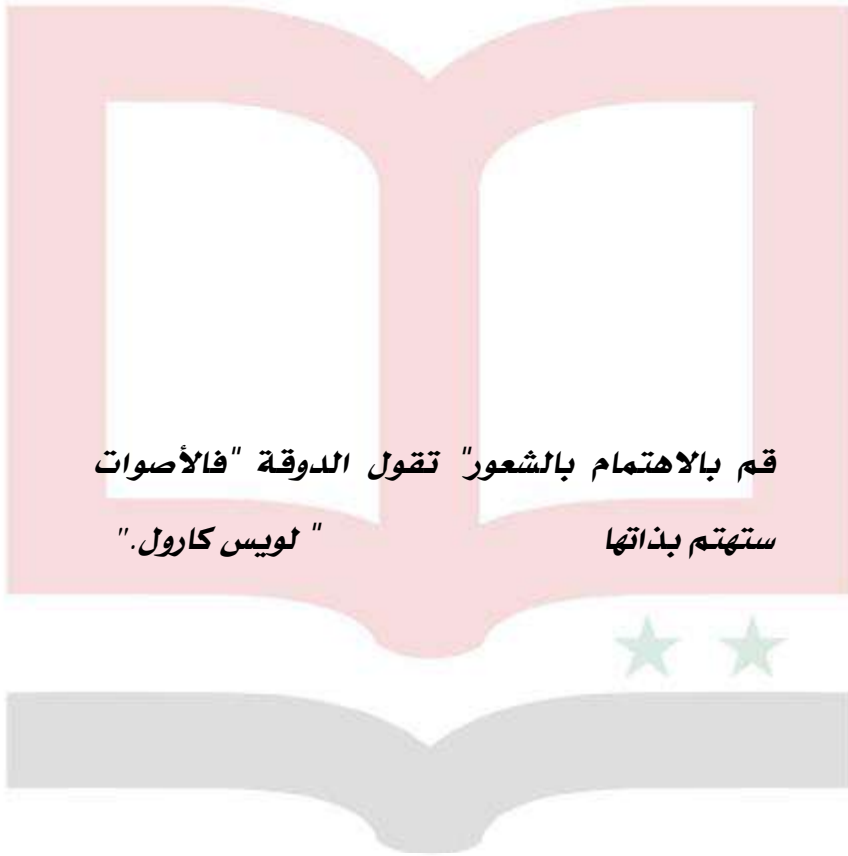 قم بالاهتمام بالشعور" تقول الدوقة "فالأصوات
ستهتم بذاتها " لويس كارول."